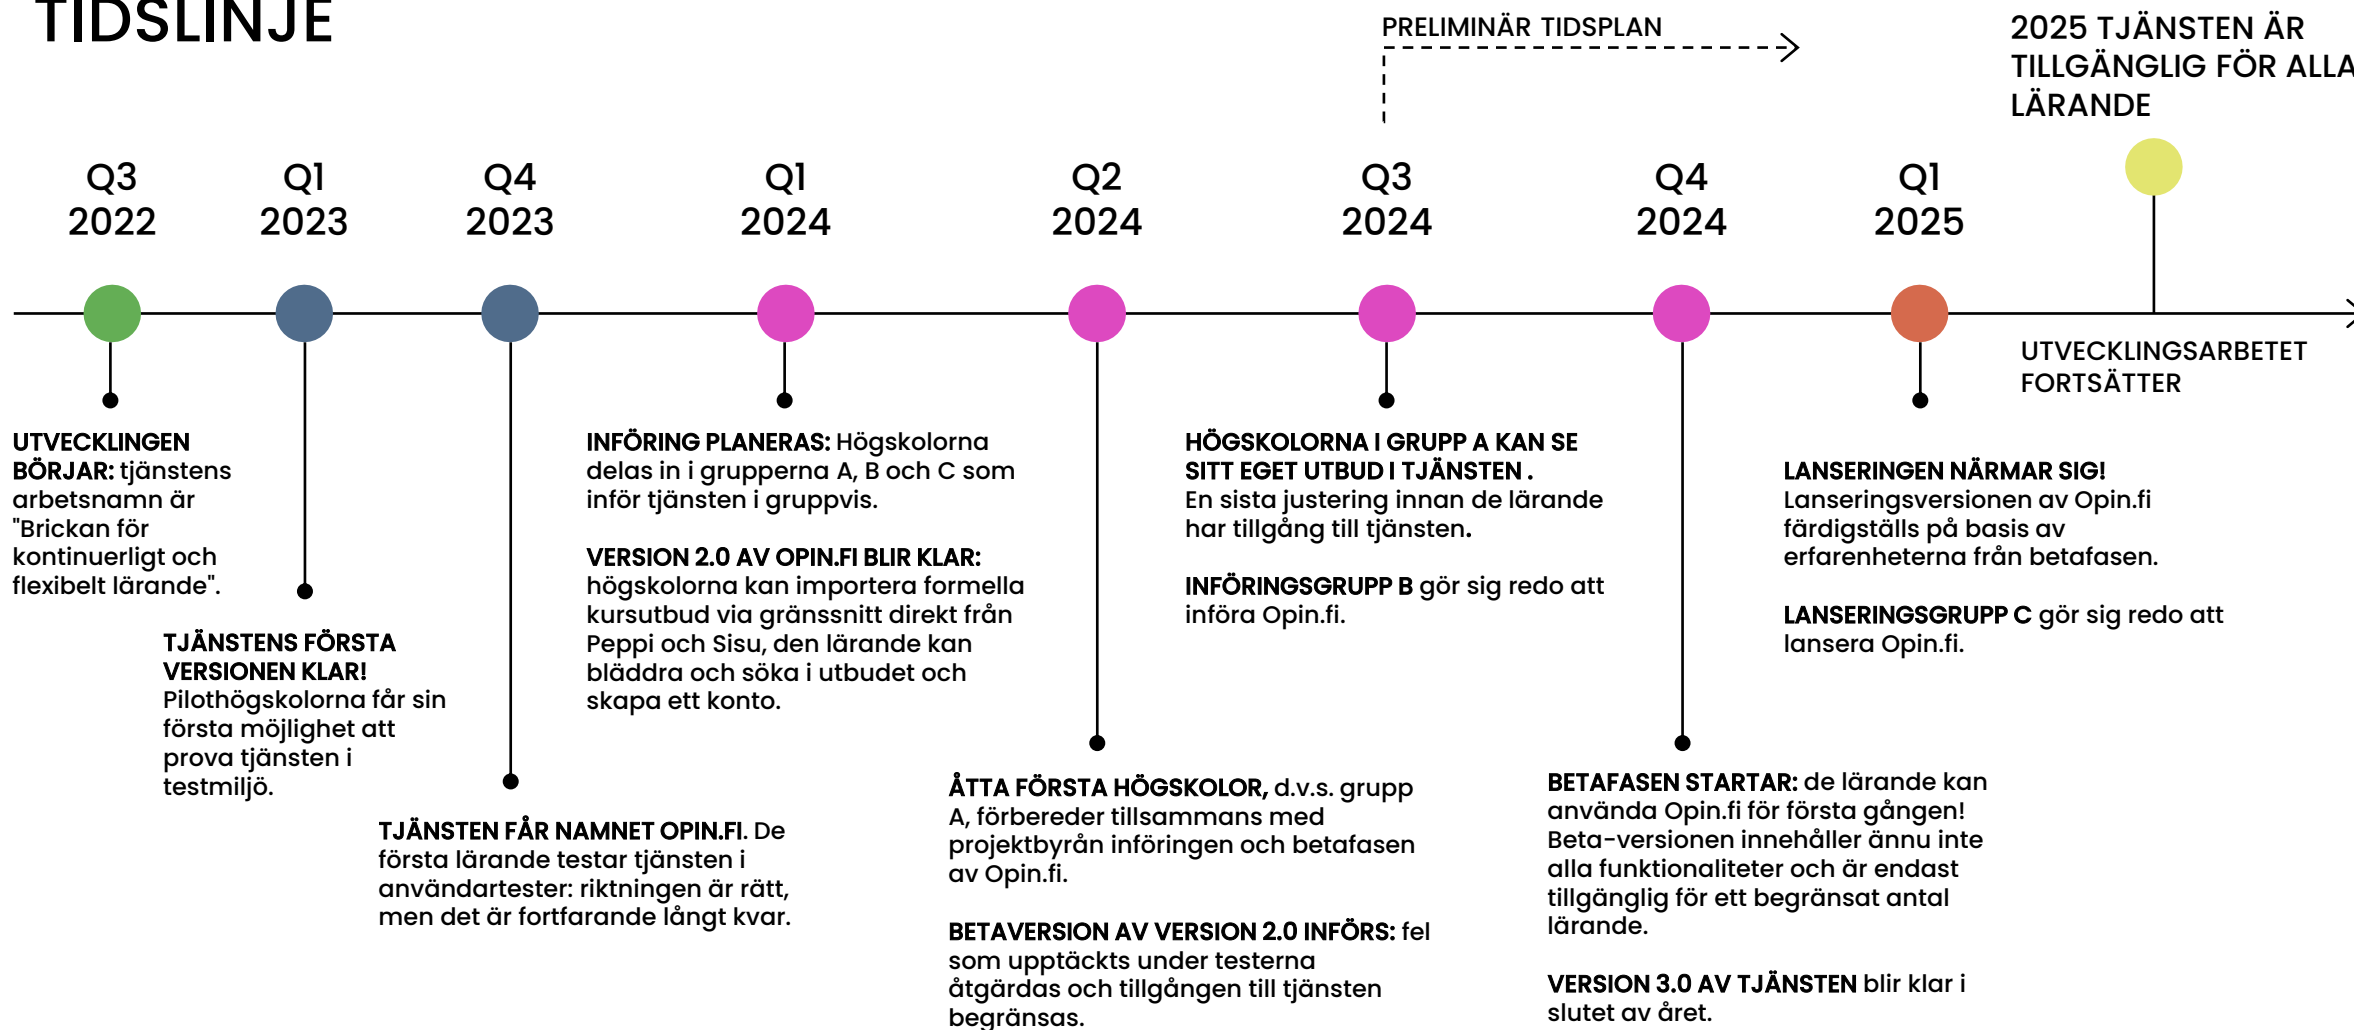 TIDSLINJE
PRELIMINÄR TIDSPLAN
2025 TJÄNSTEN ÄR
TILLGÄNGLIG FÖR ALLA
LÄRANDE
Q3
2022
Q1
2023
Q4
2023
Q1
2024
Q2
2024
Q3
2024
Q4
2024
Q1
2025
UTVECKLINGSARBETET
FORTSÄTTER
UTVECKLINGEN
BÖRJAR: tjänstens
arbetsnamn är
"Brickan för
kontinuerligt och
flexibelt lärande".
TJÄNSTENS FÖRSTA
VERSIONEN KLAR!
Pilothögskolorna får sin
första möjlighet att
prova tjänsten i
testmiljö.
TJÄNSTEN FÅR NAMNET OPIN.FI. De
första lärande testar tjänsten i
användartester: riktningen är rätt,
men det är fortfarande långt kvar.
INFÖRING PLANERAS: Högskolorna
delas in i grupperna A, B och C som
inför tjänsten i gruppvis.
VERSION 2.0 AV OPIN.FI BLIR KLAR:
högskolorna kan importera formella
kursutbud via gränssnitt direkt från
Peppi och Sisu, den lärande kan
bläddra och söka i utbudet och
skapa ett konto.
ÅTTA FÖRSTA HÖGSKOLOR, d.v.s. grupp
A, förbereder tillsammans med
projektbyrån införingen och betafasen
av Opin.fi.
BETAVERSION AV VERSION 2.0 INFÖRS: fel
som upptäckts under testerna
åtgärdas och tillgången till tjänsten
begränsas.
HÖGSKOLORNA I GRUPP A KAN SE
SITT EGET UTBUD I TJÄNSTEN .
En sista justering innan de lärande
har tillgång till tjänsten.
INFÖRINGSGRUPP B gör sig redo att
införa Opin.fi.
BETAFASEN STARTAR: de lärande kan
använda Opin.fi för första gången!
Beta-versionen innehåller ännu inte
alla funktionaliteter och är endast
tillgänglig för ett begränsat antal
lärande.
VERSION 3.0 AV TJÄNSTEN blir klar i
slutet av året.
LANSERINGEN NÄRMAR SIG!
Lanseringsversionen av Opin.fi
färdigställs på basis av
erfarenheterna från betafasen.
LANSERINGSGRUPP C gör sig redo att
lansera Opin.fi.